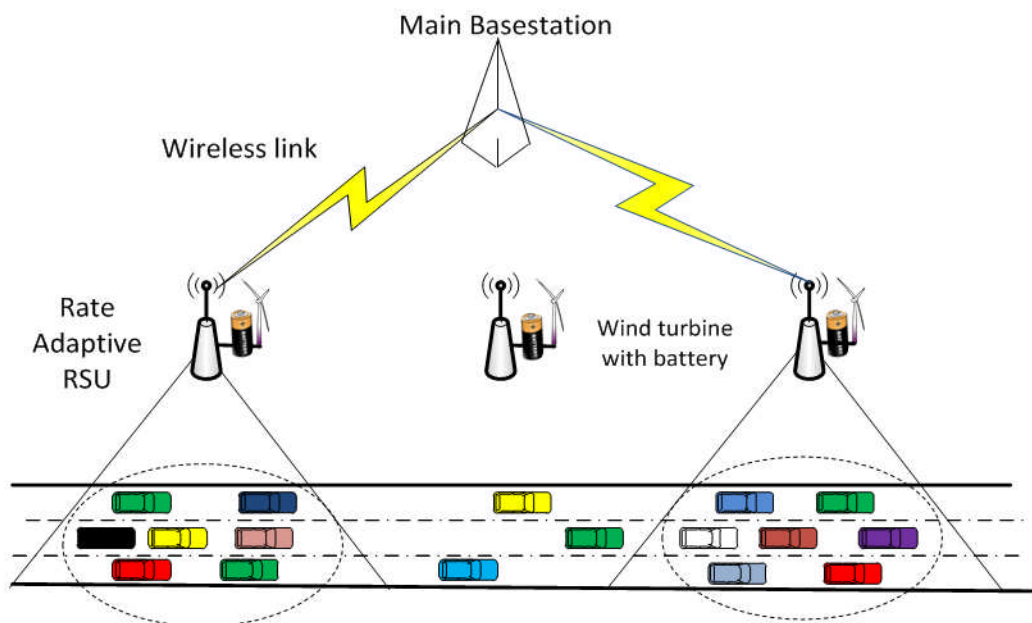 Main Basestation
Wireless link
Rate
Adaptive
RSU
Wind turbine
with battery